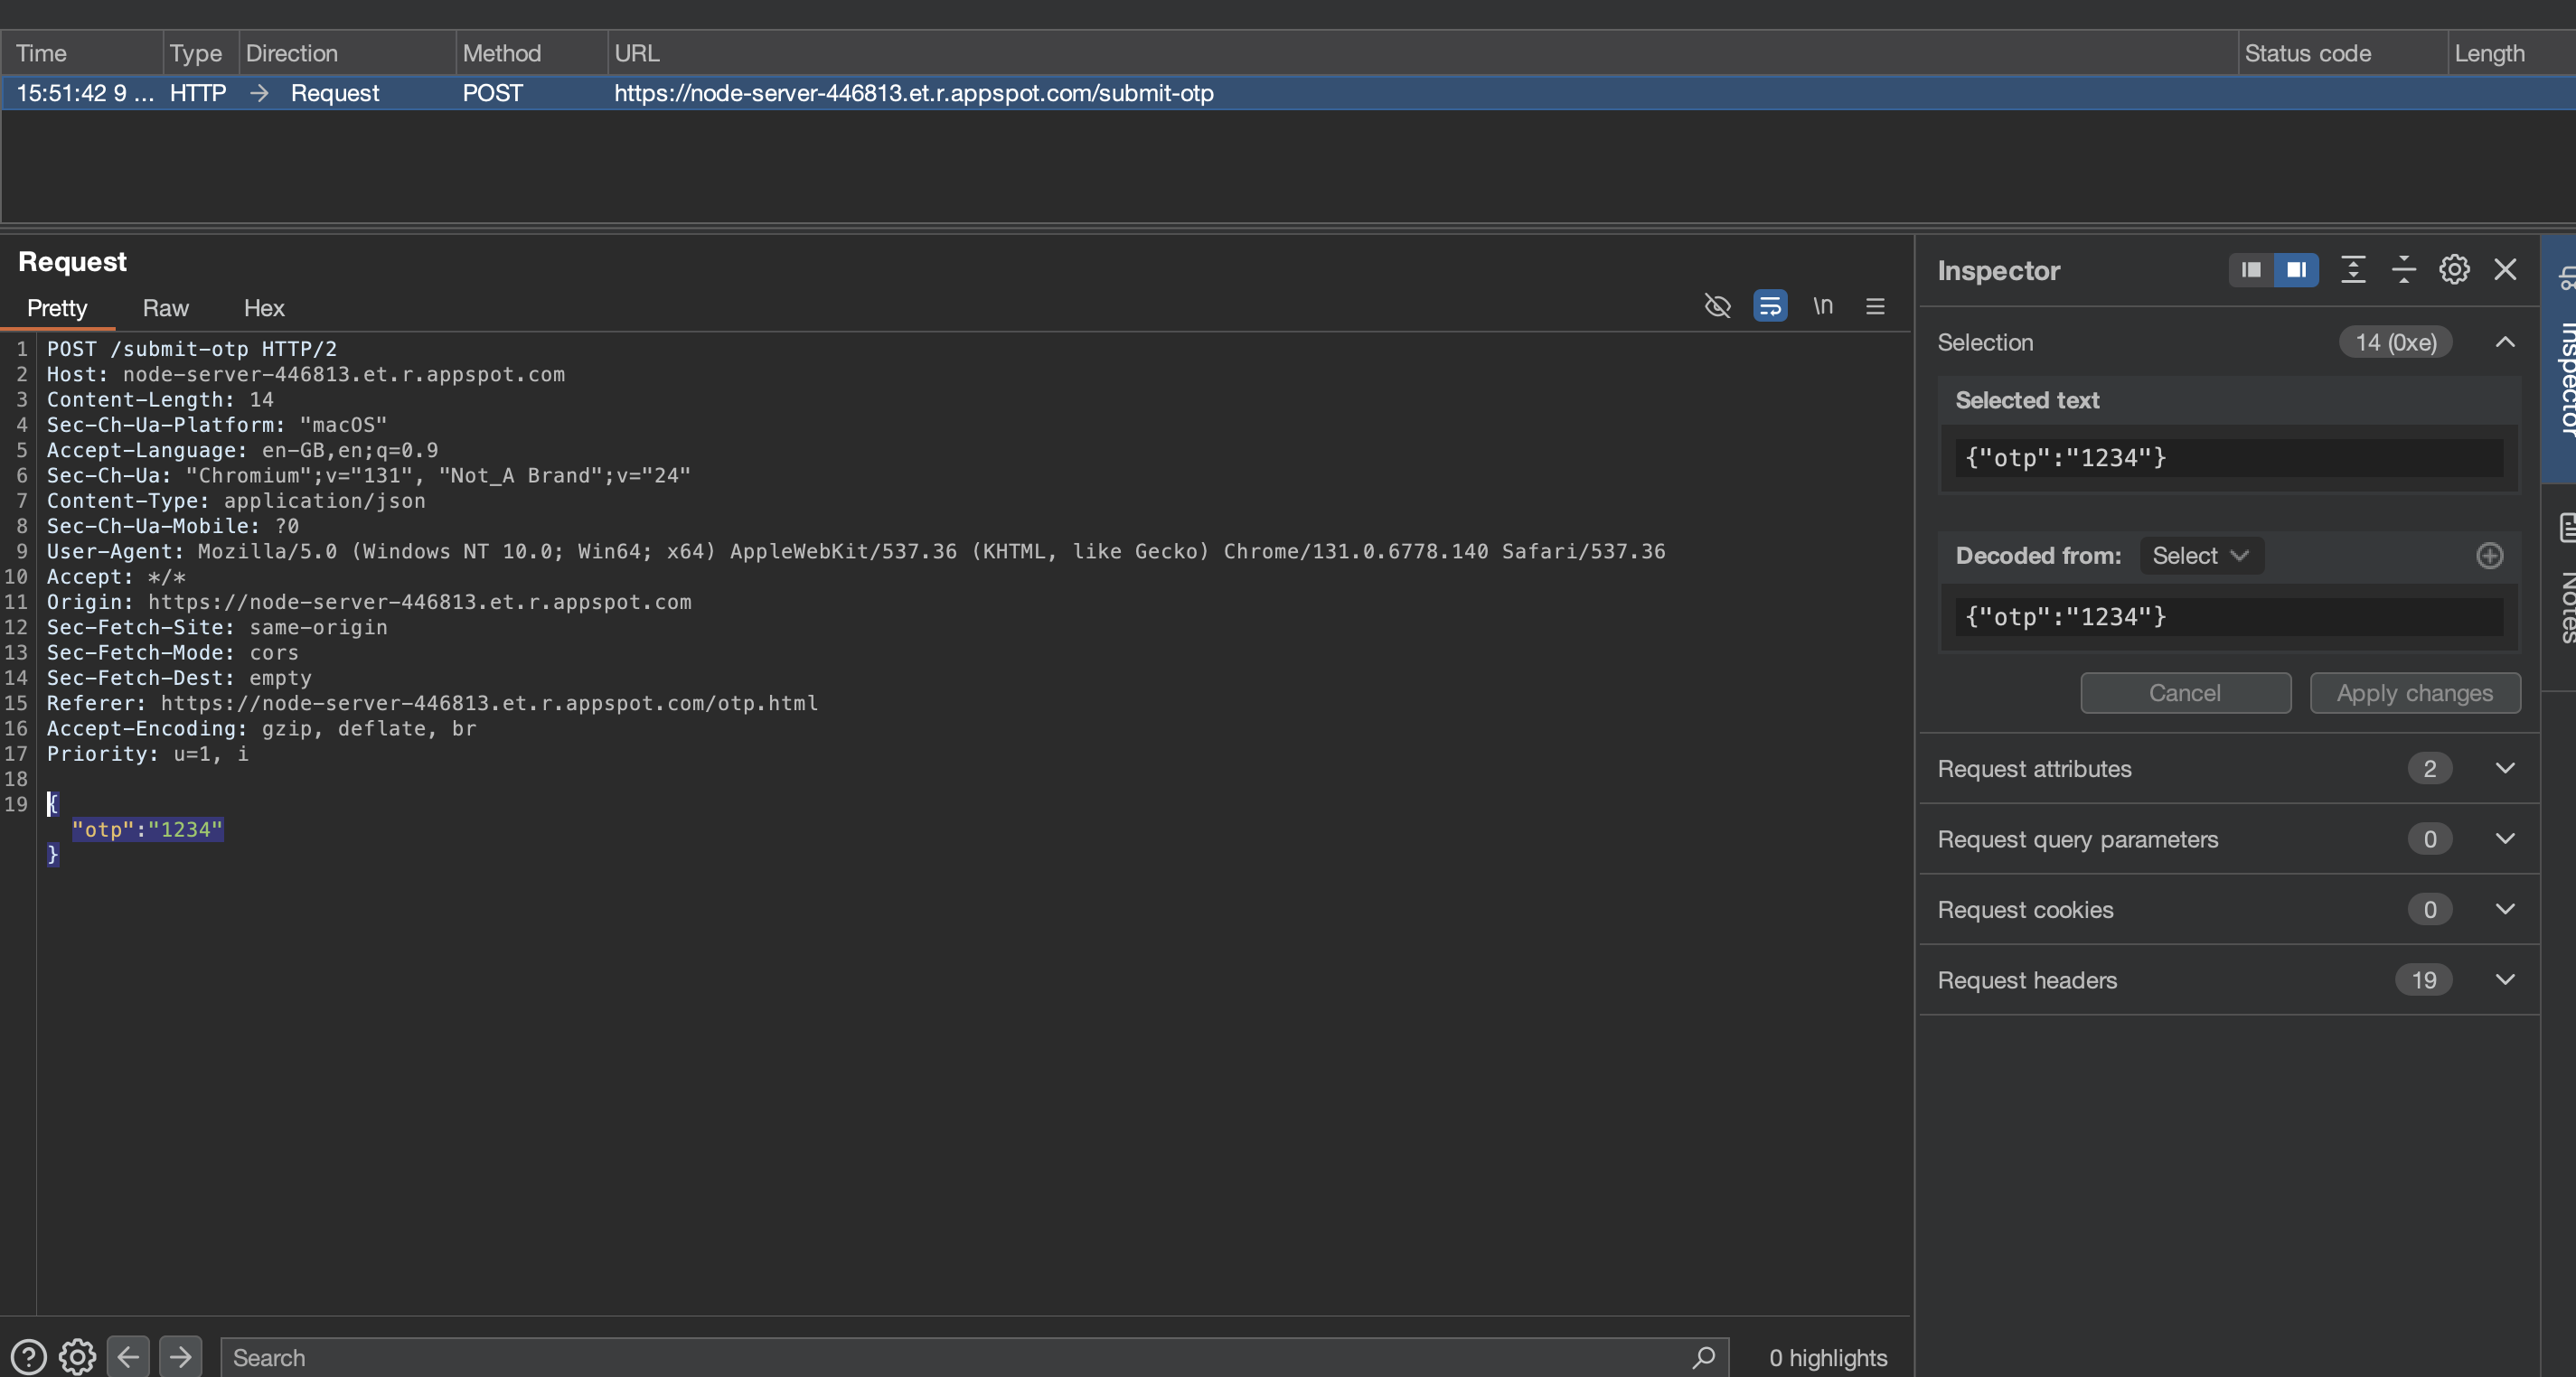 Time Type Direction Method URL Status code Length
15:51:42 9 ... HTTP → Request POST https://node-server-446813.et.r.appspot.com/submit-otp
Request
Pretty Raw Hex
\n
1 POST /submit-otp HTTP/2
2 Host: node-server-446813.et.r.appspot.com
3 Content-Length: 14
4 Sec-Ch-Ua-Platform: "macOS"
5 Accept-Language: en-GB,en;q=0.9
6 Sec-Ch-Ua: "Chromium";v="131", "Not_A Brand";v="24"
7 Content-Type: application/json
8 Sec-Ch-Ua-Mobile: ?0
9 User-Agent: Mozilla/5.0 (Windows NT 10.0; Win64; x64) AppleWebKit/537.36 (KHTML, like Gecko) Chrome/131.0.6778.140 Safari/537.36
10 Accept: */*
11 Origin: https://node-server-446813.et.r.appspot.com
12 Sec-Fetch-Site: same-origin
13 Sec-Fetch-Mode: cors
14 Sec-Fetch-Dest: empty
15 Referer: https://node-server-446813.et.r.appspot.com/otp.html
16 Accept-Encoding: gzip, deflate, br
17 Priority: u=1, i
18
19 {
"otp":"1234"
}
Search
0 highlights
Inspector
Selection 14 (0xe)
Selected text
{"otp":"1234"}
Decoded from: Select
{"otp":"1234"}
Cancel Apply changes
Request attributes 2
Request query parameters 0
Request cookies 0
Request headers 19
Inspector
Notes